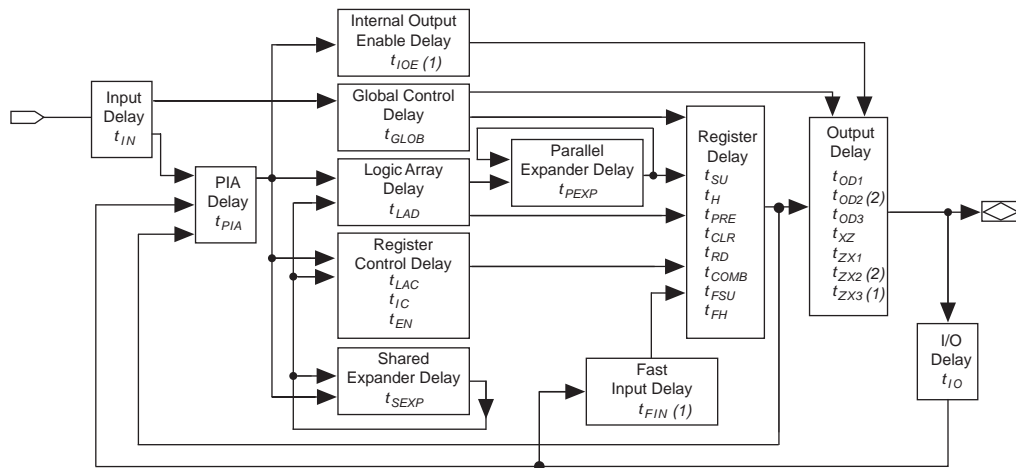 Internal Output
Enable Delay
tIOE (1)
Input
Delay
tIN
Global Control
Delay
tGLOB
Register
Delay
tSU
tH
tPRE
tCLR
tRD
tCOMB
tFSU
tFH
Output
Delay
tOD1
tOD2 (2)
tOD3
tXZ
tZX1
tZX2 (2)
tZX3 (1)
Parallel
Expander Delay
tPEXP
PIA
Delay
tPIA
Logic Array
Delay
tLAD
Register
Control Delay
tLAC
tIC
tEN
I/O
Delay
tIO
Shared
Expander Delay
tSEXP
Fast
Input Delay
tFIN (1)